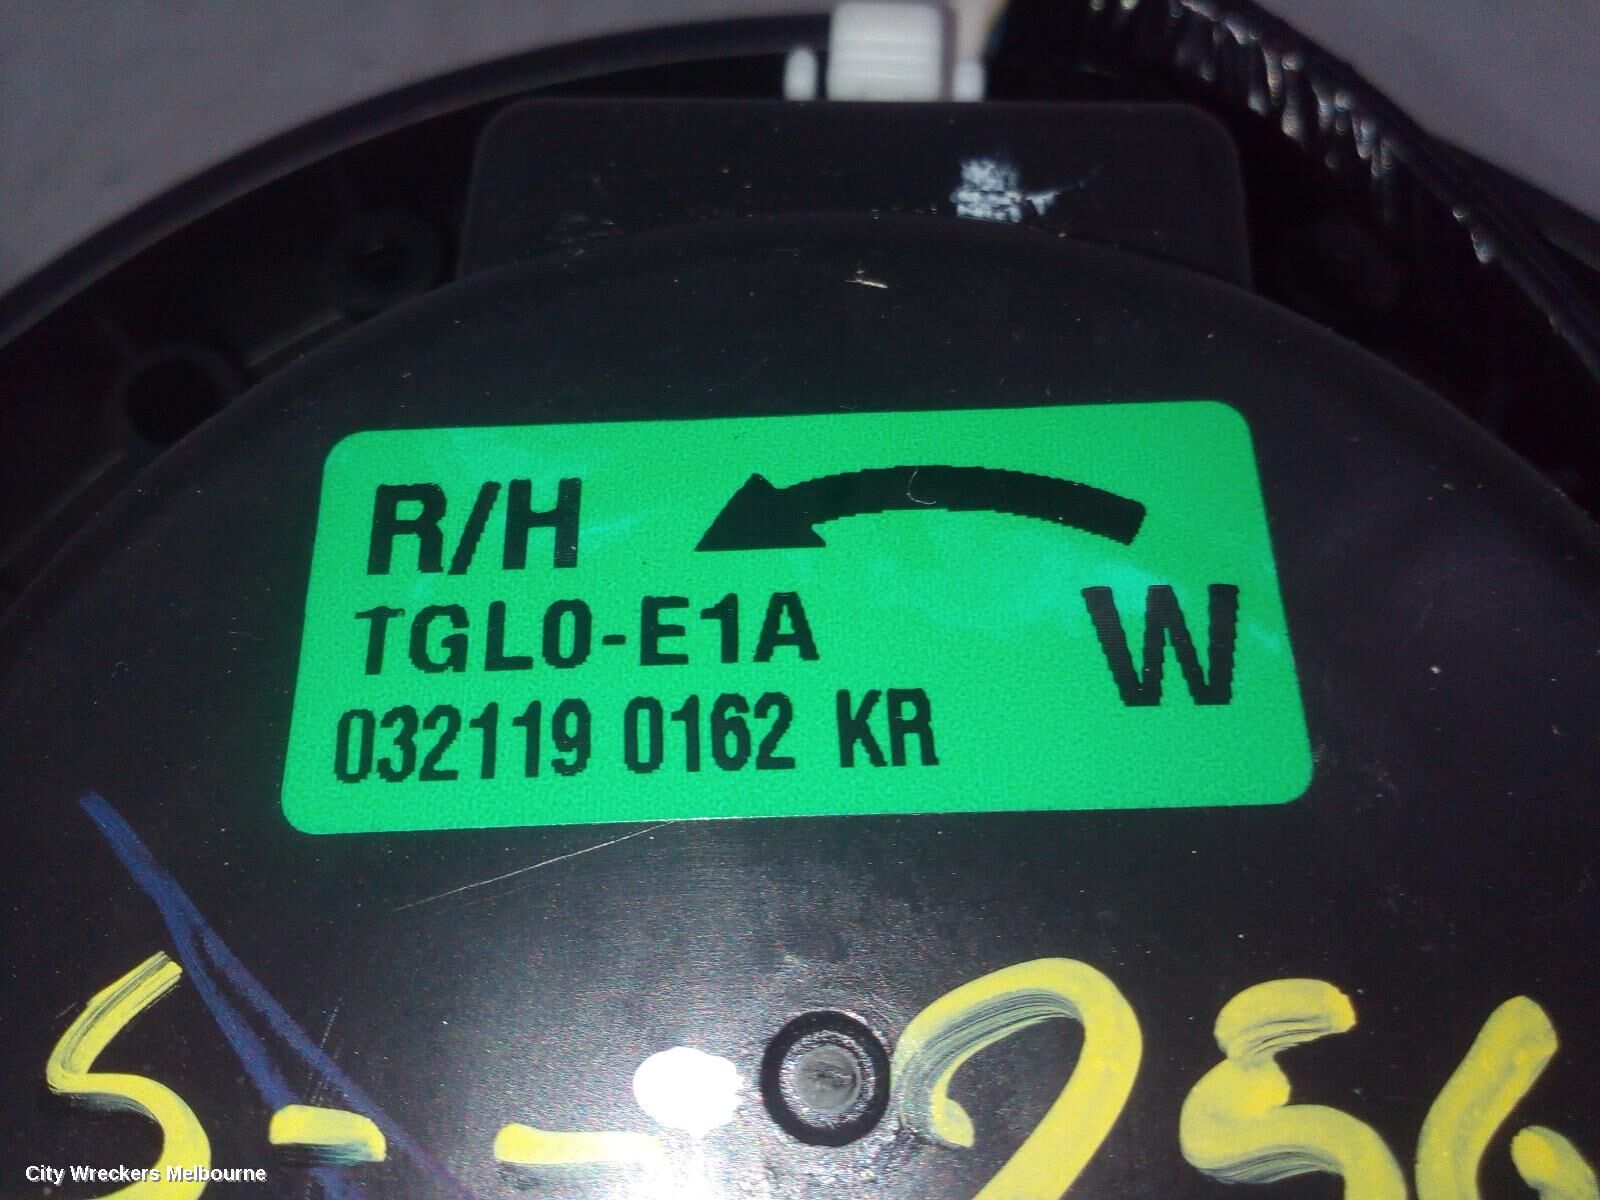 R/H
TGL0-E1A
W
032119 0162 KR
City Wreckers Melbourne